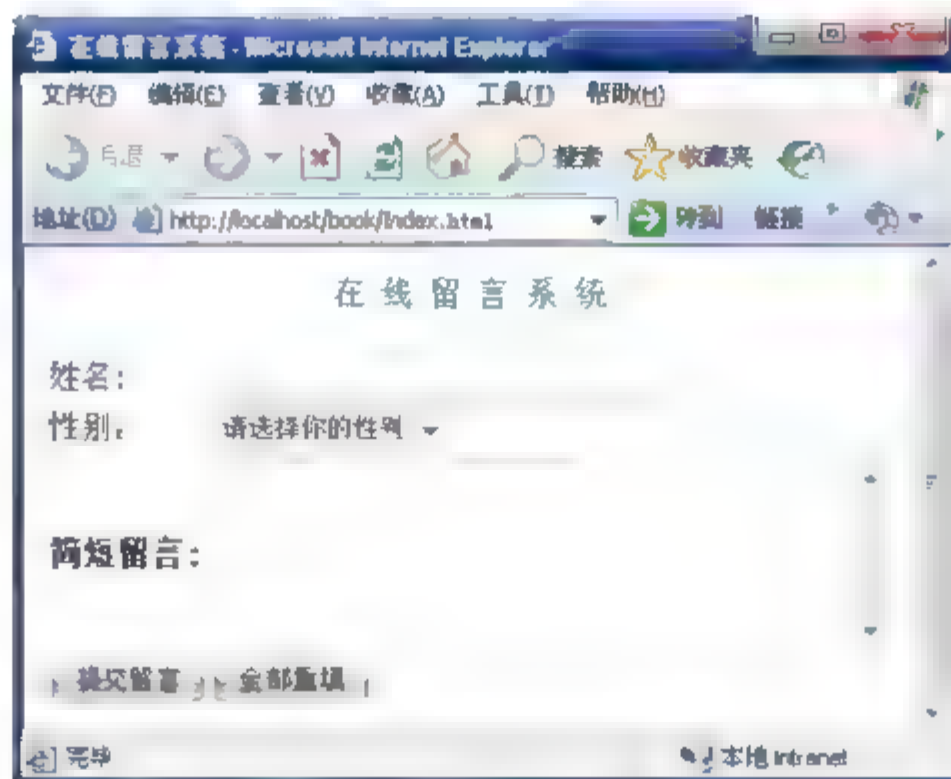 在线留言系统 - Microsoft Internet Explorer
文件(F) 编辑(E) 查看(V) 收藏(A) 工具(T) 帮助(H)
后退 搜索 收藏夹
地址(D) http://localhost/book/index.html 转到 链接
在线留言系统
姓名:
性别: 请选择你的性别
简短留言:
提交留言 全部重填
完毕 本地 Intranet